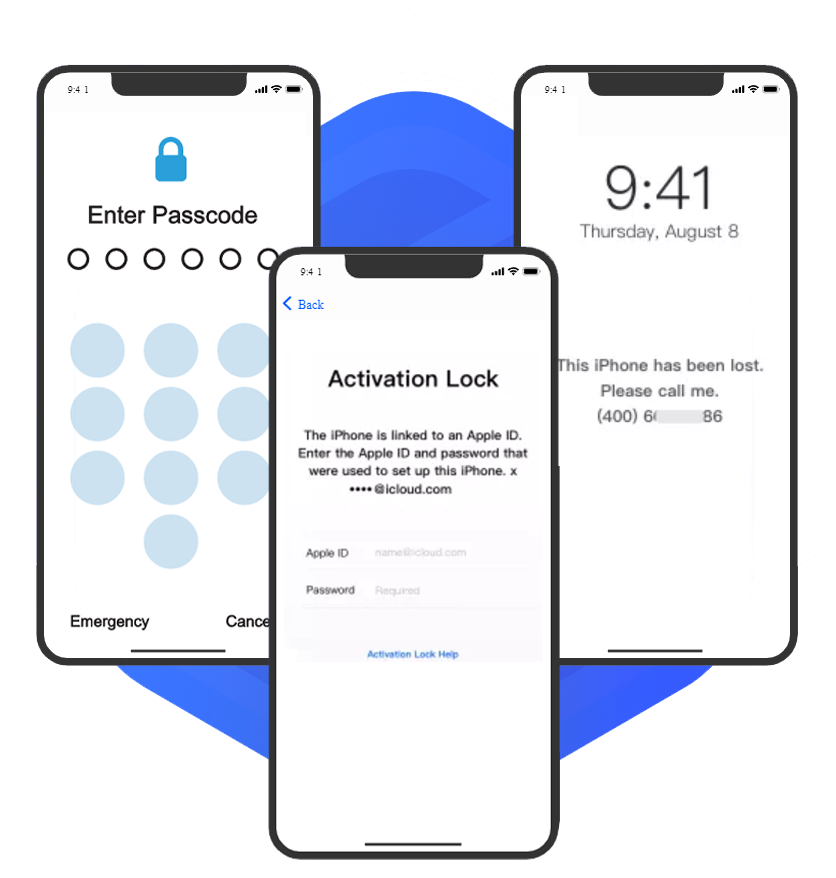 9:4 1
Enter Passcode
Emergency
9:4 1
Back
Activation Lock
The iPhone is linked to an Apple ID.
Enter the Apple ID and password that
were used to set up this iPhone. x
••••@icloud.com
Apple ID name@icloud.com
Password Required
Activation Lock Help
9:4 1
9:41
Thursday, August 8
This iPhone has been lost.
Please call me.
(400) 6 86